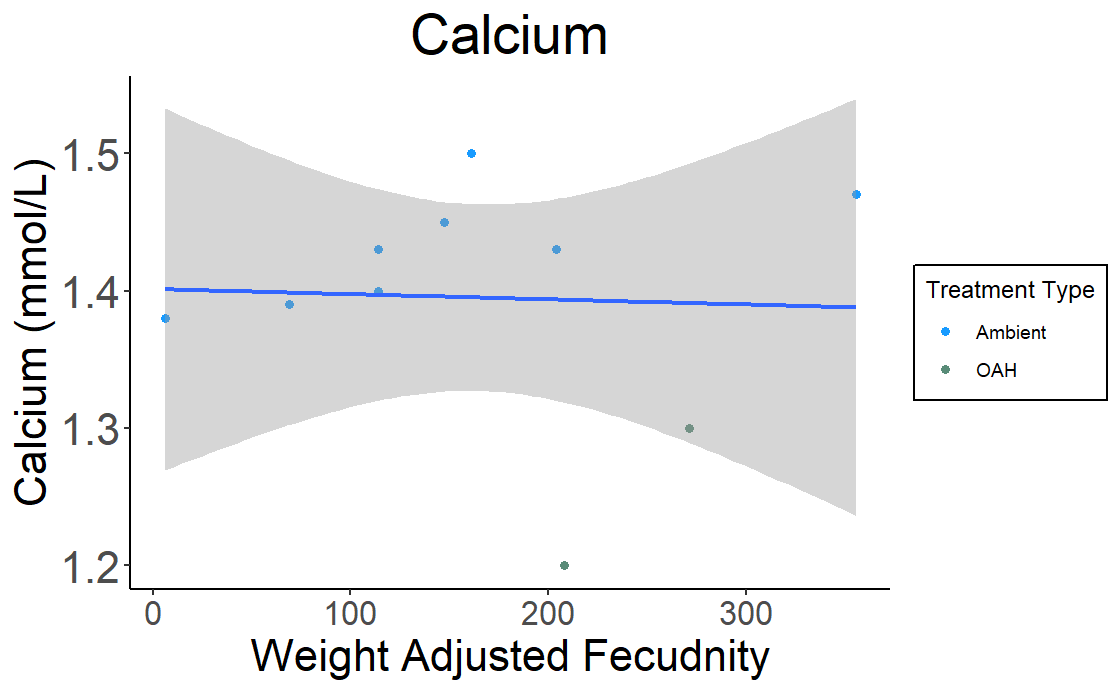 Calcium
Calcium (mmol/L)
1.5
1.4
1.3
1.2
0 100 200 300
Weight Adjusted Fecudnity
Treatment Type
Ambient
OAH